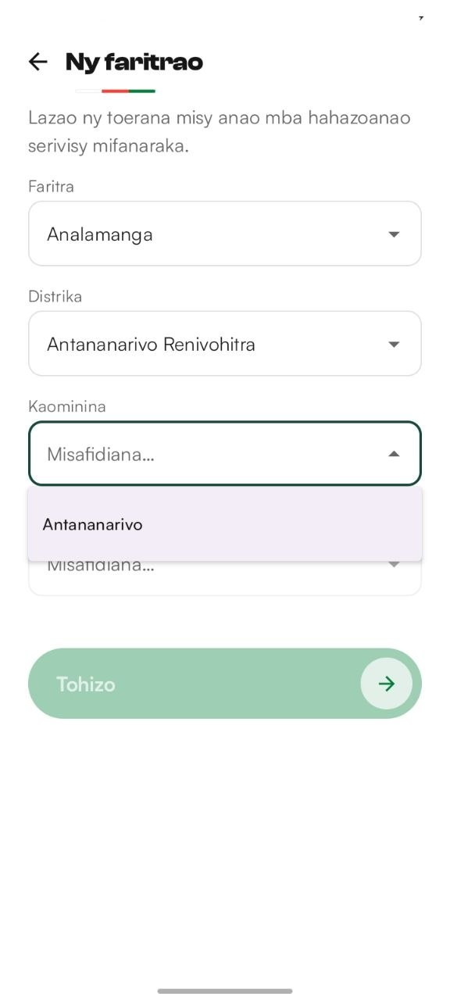 Ny faritrao
Lazao ny toerana misy anao mba hahazoanao
serivisy mifanaraka.
Faritra
Analamanga
Distrika
Antananarivo Renivohitra
Kaominina
Misafidiana...
Antananarivo
Misafidiana...
Tohizo